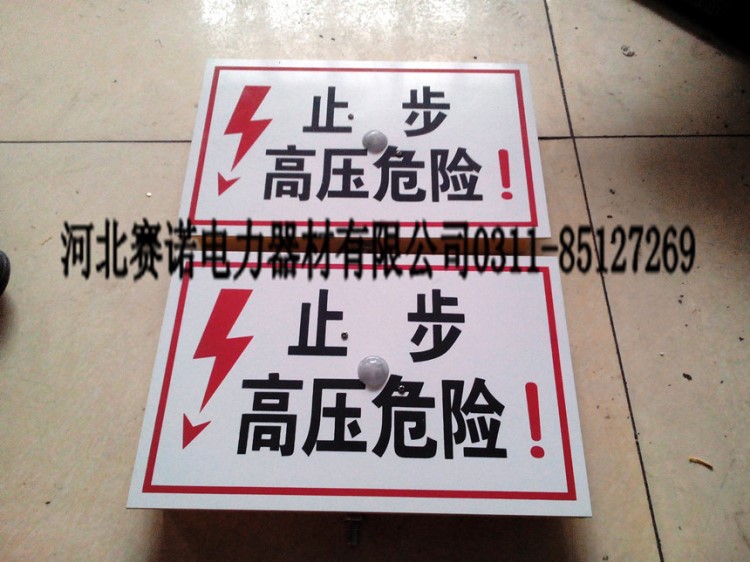 止 步
高压危险！
河北赛诺电力器材有限公司0311-85127269
止 步
高压危险！